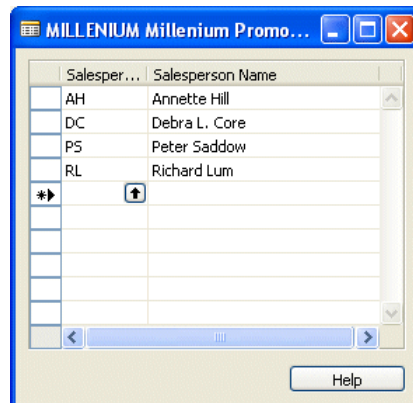 MILLENIUM Millenium Promo...
Salesper... Salesperson Name
AH Annette Hill
DC Debra L. Core
PS Peter Saddow
RL Richard Lum
Help